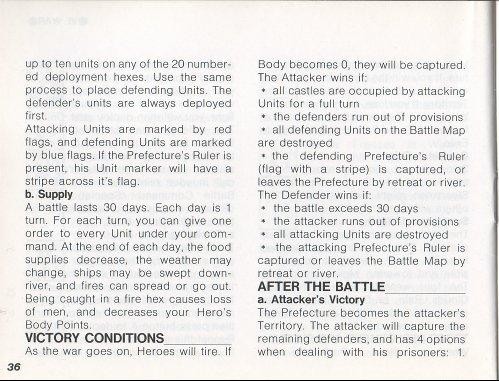 up to ten units on any of the 20 number-
ed deployment hexes. Use the same
process to place defending Units. The
defender's units are always deployed
first.
Attacking Units are marked by red
flags, and defending Units are marked
by blue flags. If the Prefecture's Ruler is
present, his Unit marker will have a
stripe across it's flag.
b. Supply
A battle lasts 30 days. Each day is 1
turn. For each turn, you can give one
order to every Unit under your com-
mand. At the end of each day, the food
supplies decrease, the weather may
change, ships may be swept down-
river, and fires can spread or go out.
Being caught in a fire hex causes loss
of men, and decreases your Hero's
Body Points.
VICTORY CONDITIONS
As the war goes on, Heroes will tire. If
36
Body becomes 0, they will be captured.
The Attacker wins if:
• all castles are occupied by attacking
Units for a full turn
• the defenders run out of provisions
• all defending Units on the Battle Map
are destroyed
• the defending Prefecture's Ruler
(flag with a stripe) is captured, or
leaves the Prefecture by retreat or river.
The Defender wins if:
• the battle exceeds 30 days
• the attacker runs out of provisions
• all attacking Units are destroyed
• the attacking Prefecture's Ruler is
captured or leaves the Battle Map by
retreat or river.
AFTER THE BATTLE
a. Attacker's Victory
The Prefecture becomes the attacker's
Territory. The attacker will capture the
remaining defenders, and has 4 options
when dealing with his prisoners: 1.